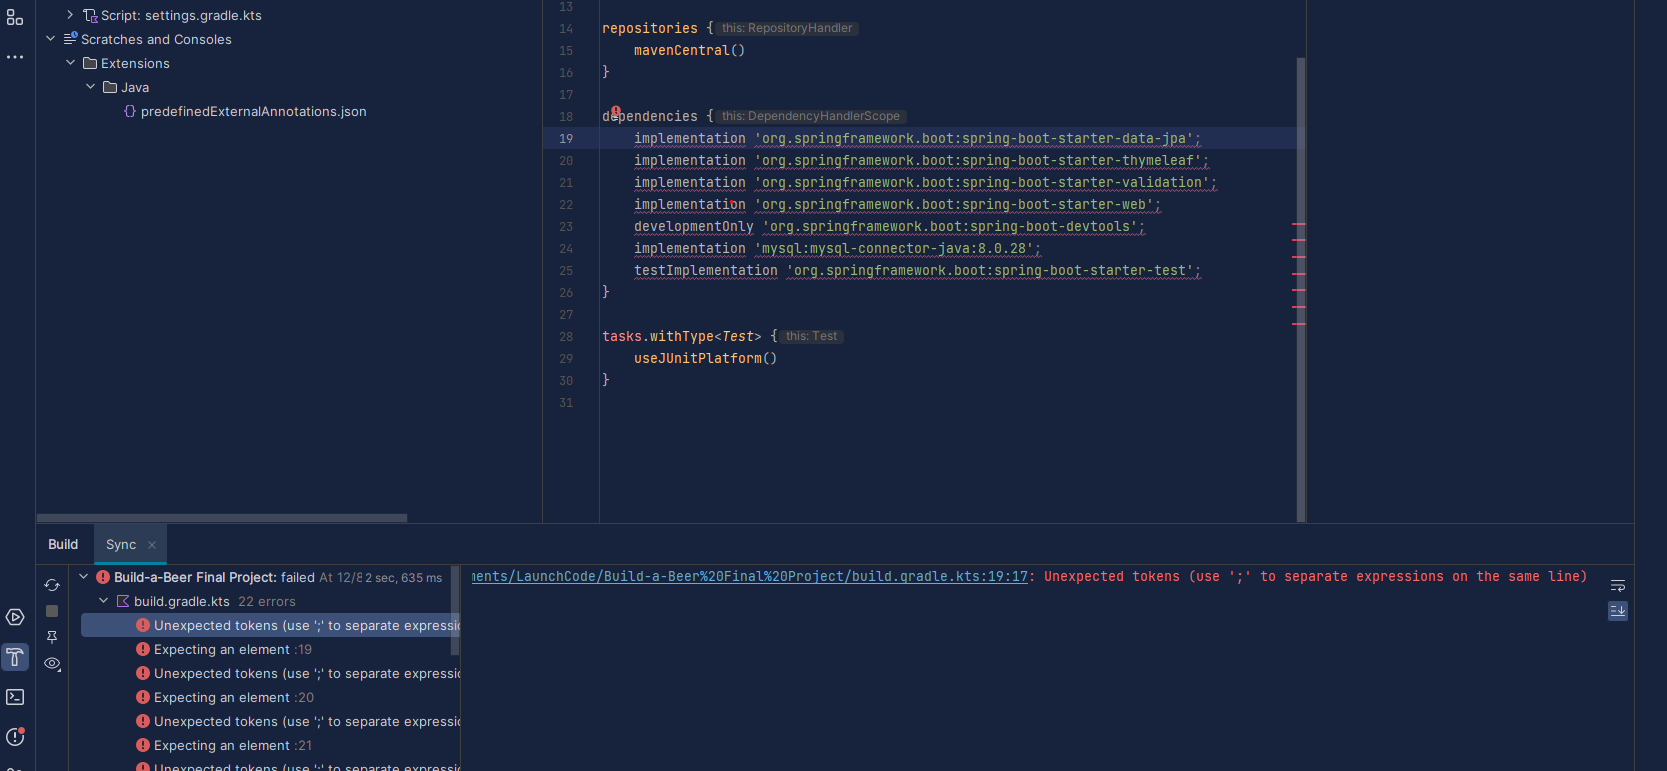 Script: settings.gradle.kts
Scratches and Consoles
Extensions
Java
{} predefinedExternalAnnotations.json
13
14 repositories { this: RepositoryHandler
15 mavenCentral()
16 }
17
18 dependencies { this: DependencyHandlerScope
19 implementation 'org.springframework.boot:spring-boot-starter-data-jpa';
20 implementation 'org.springframework.boot:spring-boot-starter-thymeleaf';
21 implementation 'org.springframework.boot:spring-boot-starter-validation';
22 implementation 'org.springframework.boot:spring-boot-starter-web';
23 developmentOnly 'org.springframework.boot:spring-boot-devtools';
24 implementation 'mysql:mysql-connector-java:8.0.28';
25 testImplementation 'org.springframework.boot:spring-boot-starter-test';
26 }
27
28 tasks.withType<Test> { this: Test
29 useJUnitPlatform()
30 }
31
Build Sync ×
Build-a-Beer Final Project: failed At 12/8 2 sec, 635 ms
build.gradle.kts 22 errors
Unexpected tokens (use ';' to separate expressio
Expecting an element :19
Unexpected tokens (use ';' to separate expressio
Expecting an element :20
Unexpected tokens (use ';' to separate expressio
Expecting an element :21
Unexpected tokens (use ';' to separate expressio
ments/LaunchCode/Build-a-Beer%20Final%20Project/build.gradle.kts:19:17: Unexpected tokens (use ';' to separate expressions on the same line)